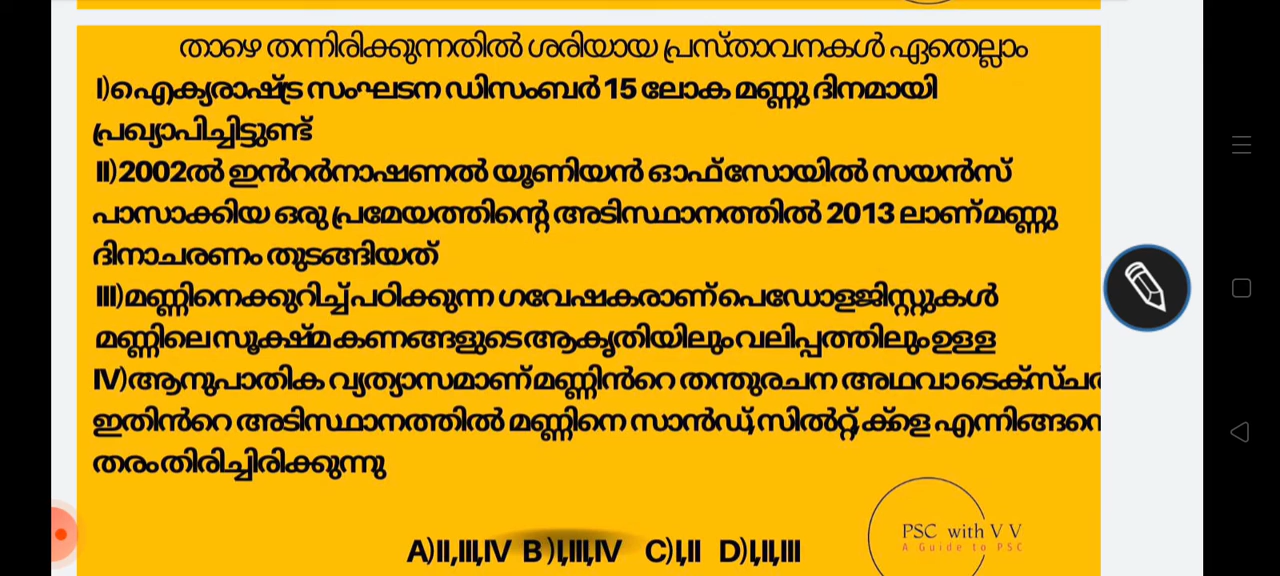 താഴെ തന്നിരിക്കുന്നതിൽ ശരിയായ പ്രസ്താവനകൾ ഏതെല്ലാം
I)ഐക്യരാഷ്ട്ര സംഘടന ഡിസംബർ 15 ലോക മണ്ണു ദിനമായി
പ്രഖ്യാപിച്ചിട്ടുണ്ട്
II)2002ൽ ഇൻറർനാഷണൽ യൂണിയൻ ഓഫ് സോയിൽ സയൻസ്
പാസാക്കിയ ഒരു പ്രമേയത്തിന്റെ അടിസ്ഥാനത്തിൽ 2013 ലാണ് മണ്ണു
ദിനാചരണം തുടങ്ങിയത്
III)മണ്ണിനെക്കുറിച്ച് പഠിക്കുന്ന ഗവേഷകരാണ് പെഡോളജിസ്റ്റുകൾ
മണ്ണിലെ സൂക്ഷ്മ കണങ്ങളുടെ ആകൃതിയിലും വലിപ്പത്തിലും ഉള്ള
IV)ആനുപാതിക വ്യത്യാസമാണ് മണ്ണിൻറെ തന്തുരചന അഥവാ ടെക്സ്ചർ
ഇതിൻറെ അടിസ്ഥാനത്തിൽ മണ്ണിനെ സാൻഡ്,സിൽറ്റ്,ക്ക്ളെ എന്നിങ്ങനെ
തരംതിരിച്ചിരിക്കുന്നു
PSC with V V
A Guide to PSC
A)II,III,IV B )I,III,IV C)I,II D)I,II,III